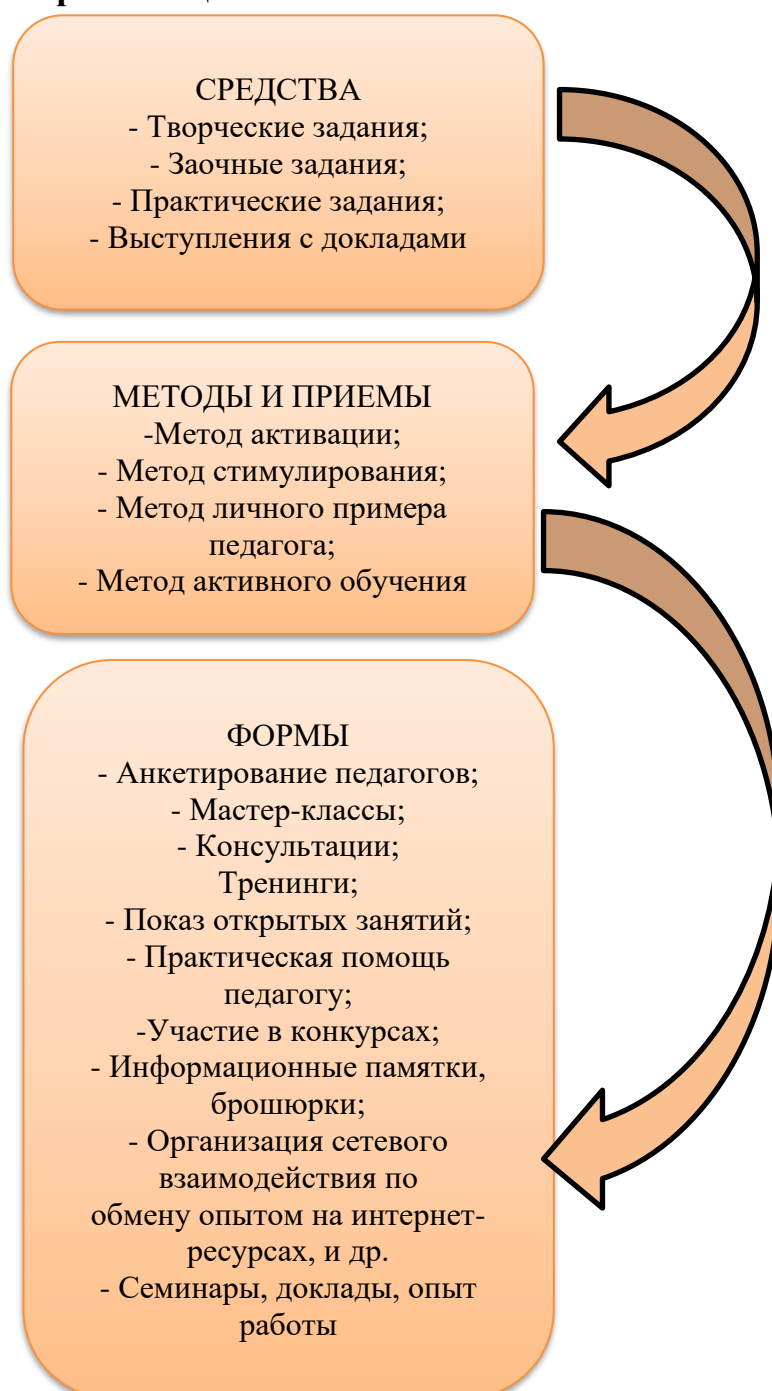 СРЕДСТВА
- Творческие задания;
- Заочные задания;
- Практические задания;
- Выступления с докладами
МЕТОДЫ И ПРИЕМЫ
-Метод активации;
- Метод стимулирования;
- Метод личного примера
педагога;
- Метод активного обучения
ФОРМЫ
- Анкетирование педагогов;
- Мастер-классы;
- Консультации;
Тренинги;
- Показ открытых занятий;
- Практическая помощь
педагогу;
-Участие в конкурсах;
- Информационные памятки,
брошюрки;
- Организация сетевого
взаимодействия по
обмену опытом на интернет-
ресурсах, и др.
- Семинары, доклады, опыт
работы